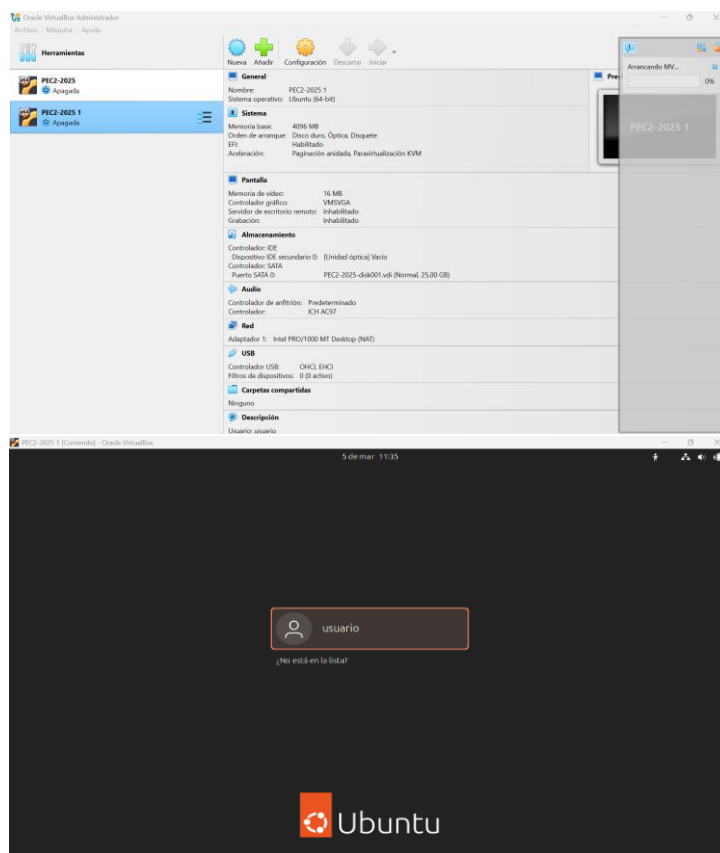 Oracle VirtualBox Administrador
Archivo Máquina Ayuda
Herramientas
PEC2-2025
Apagada
PEC2-2025 1
Apagada
Nueva Añadir Configuración Descartar Iniciar
General
Nombre: PEC2-2025 1
Sistema operativo: Ubuntu (64-bit)
Sistema
Memoria base: 4096 MB
Orden de arranque: Disco duro, Óptica, Disquete
EFI: Habilitado
Aceleración: Paginación anidada, Paravirtualización KVM
Pantalla
Memoria de vídeo: 16 MB
Controlador gráfico: VMSVGA
Servidor de escritorio remoto: Inhabilitado
Grabación: Inhabilitado
Almacenamiento
Controlador: IDE
Dispositivo IDE secundario 0: [Unidad óptica] Vacío
Controlador: SATA
Puerto SATA 0: PEC2-2025-disk001.vdi (Normal, 25,00 GB)
Audio
Controlador de anfitrión: Predeterminado
Controlador: ICH AC97
Red
Adaptador 1: Intel PRO/1000 MT Desktop (NAT)
USB
Controlador USB: OHCI, EHCI
Filtros de dispositivos: 0 (0 activo)
Carpetas compartidas
Ninguno
Descripción
Usuario: usuario
Pre
Arrancando MV...
0%
PEC2-2025 1
PEC2-2025 1 [Corriendo] - Oracle VirtualBox
5 de mar 11:35
usuario
¿No está en la lista?
Ubuntu